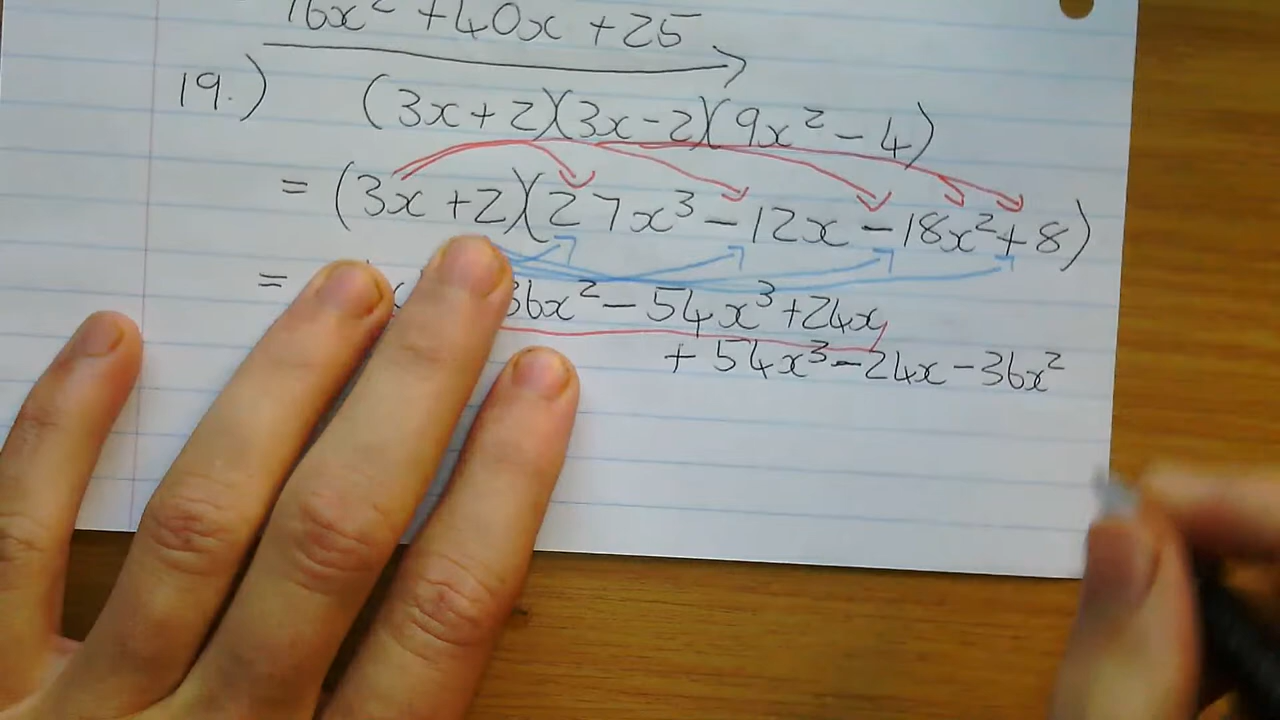 16x² + 40x + 25
19.) (3x+2)(3x-2)(9x² - 4)
= (3x + 2)(27x³ - 12x - 18x² + 8)
= 36x² - 54x³ + 24x
+ 54x³ - 24x - 36x²